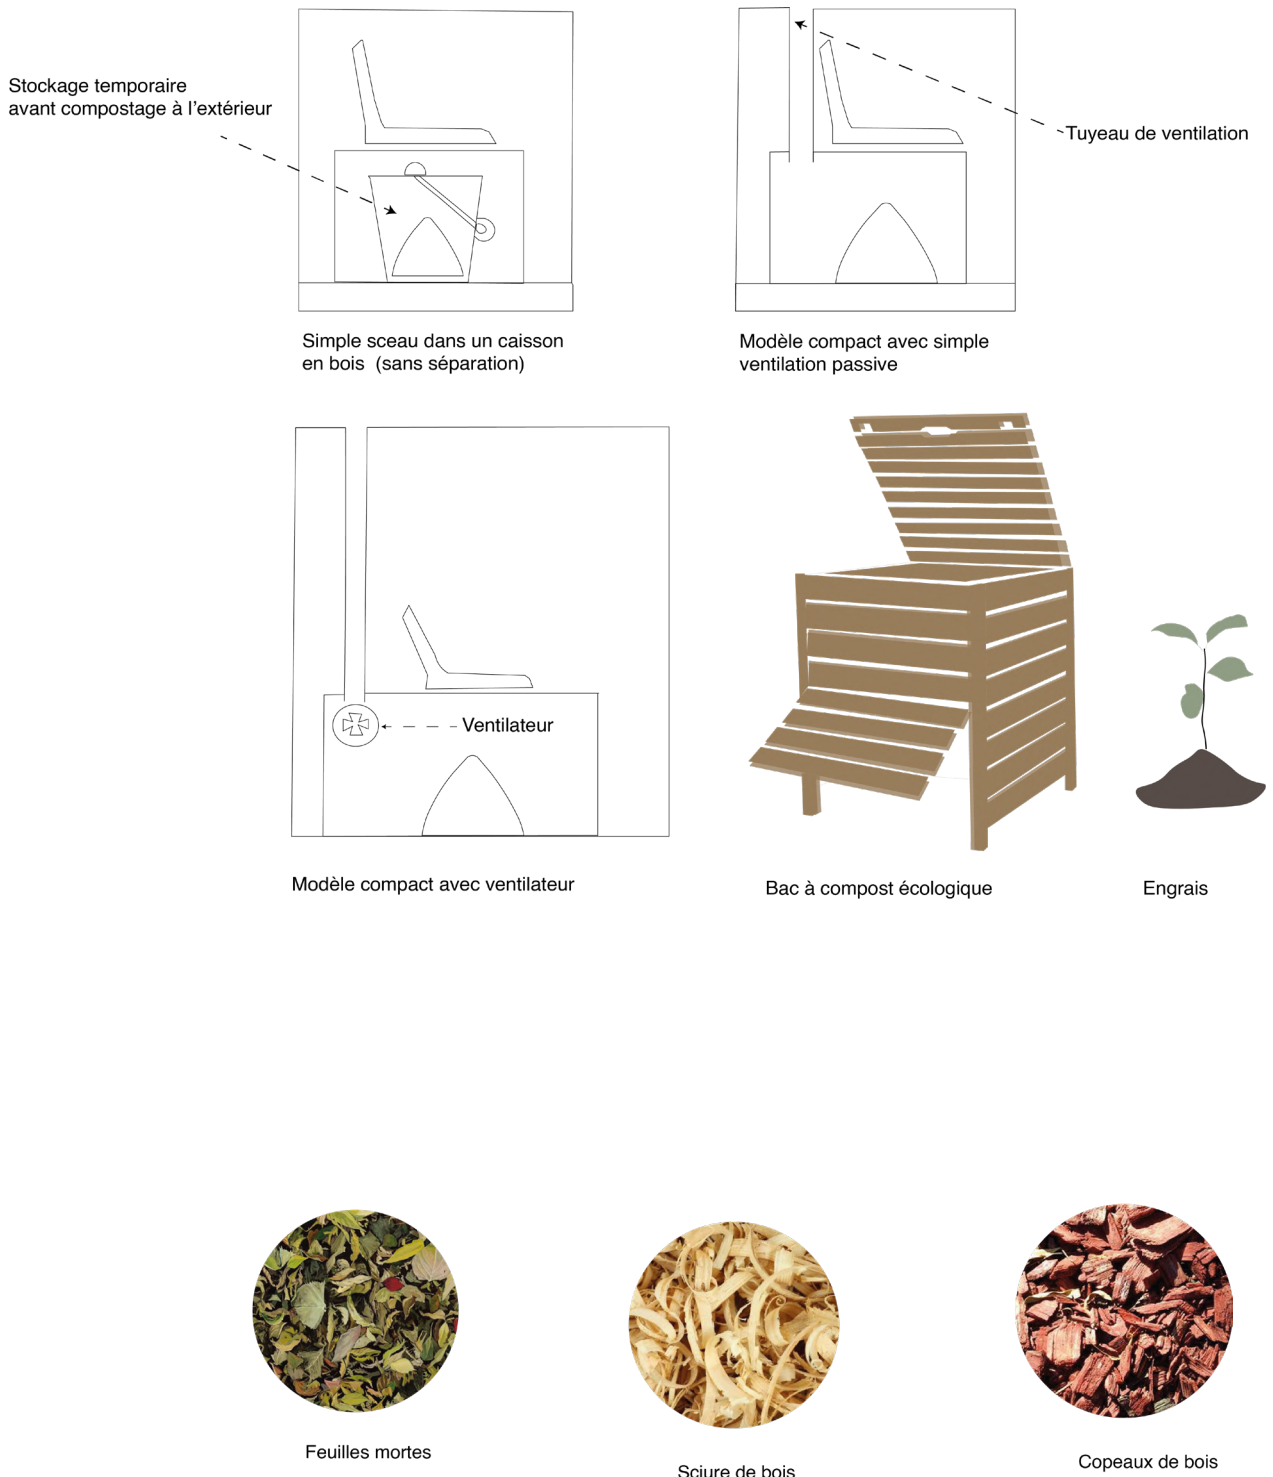 Stockage temporaire
avant compostage à l'extérieur
Tuyeau de ventilation
Simple sceau dans un caisson
en bois (sans séparation)
Modèle compact avec simple
ventilation passive
Ventilateur
Modèle compact avec ventilateur
Bac à compost écologique
Engrais
Feuilles mortes
Sciure de bois
Copeaux de bois